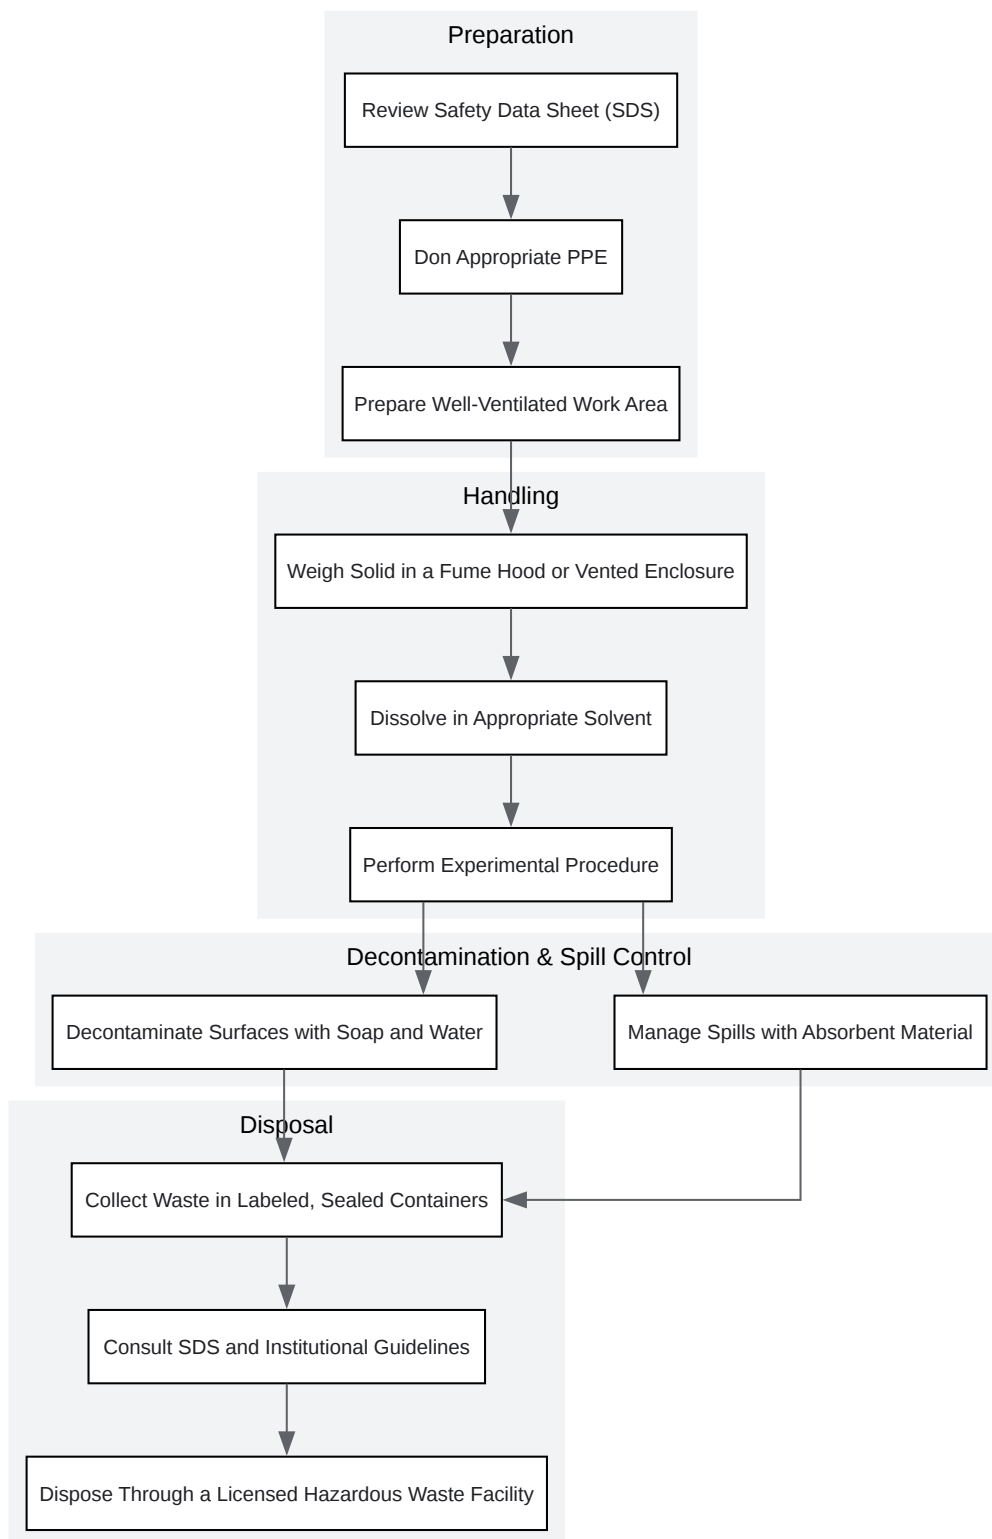 Preparation
Review Safety Data Sheet (SDS)
Don Appropriate PPE
Prepare Well-Ventilated Work Area
Handling
Weigh Solid in a Fume Hood or Vented Enclosure
Dissolve in Appropriate Solvent
Perform Experimental Procedure
Decontamination & Spill Control
Decontaminate Surfaces with Soap and Water
Manage Spills with Absorbent Material
Disposal
Collect Waste in Labeled, Sealed Containers
Consult SDS and Institutional Guidelines
Dispose Through a Licensed Hazardous Waste Facility